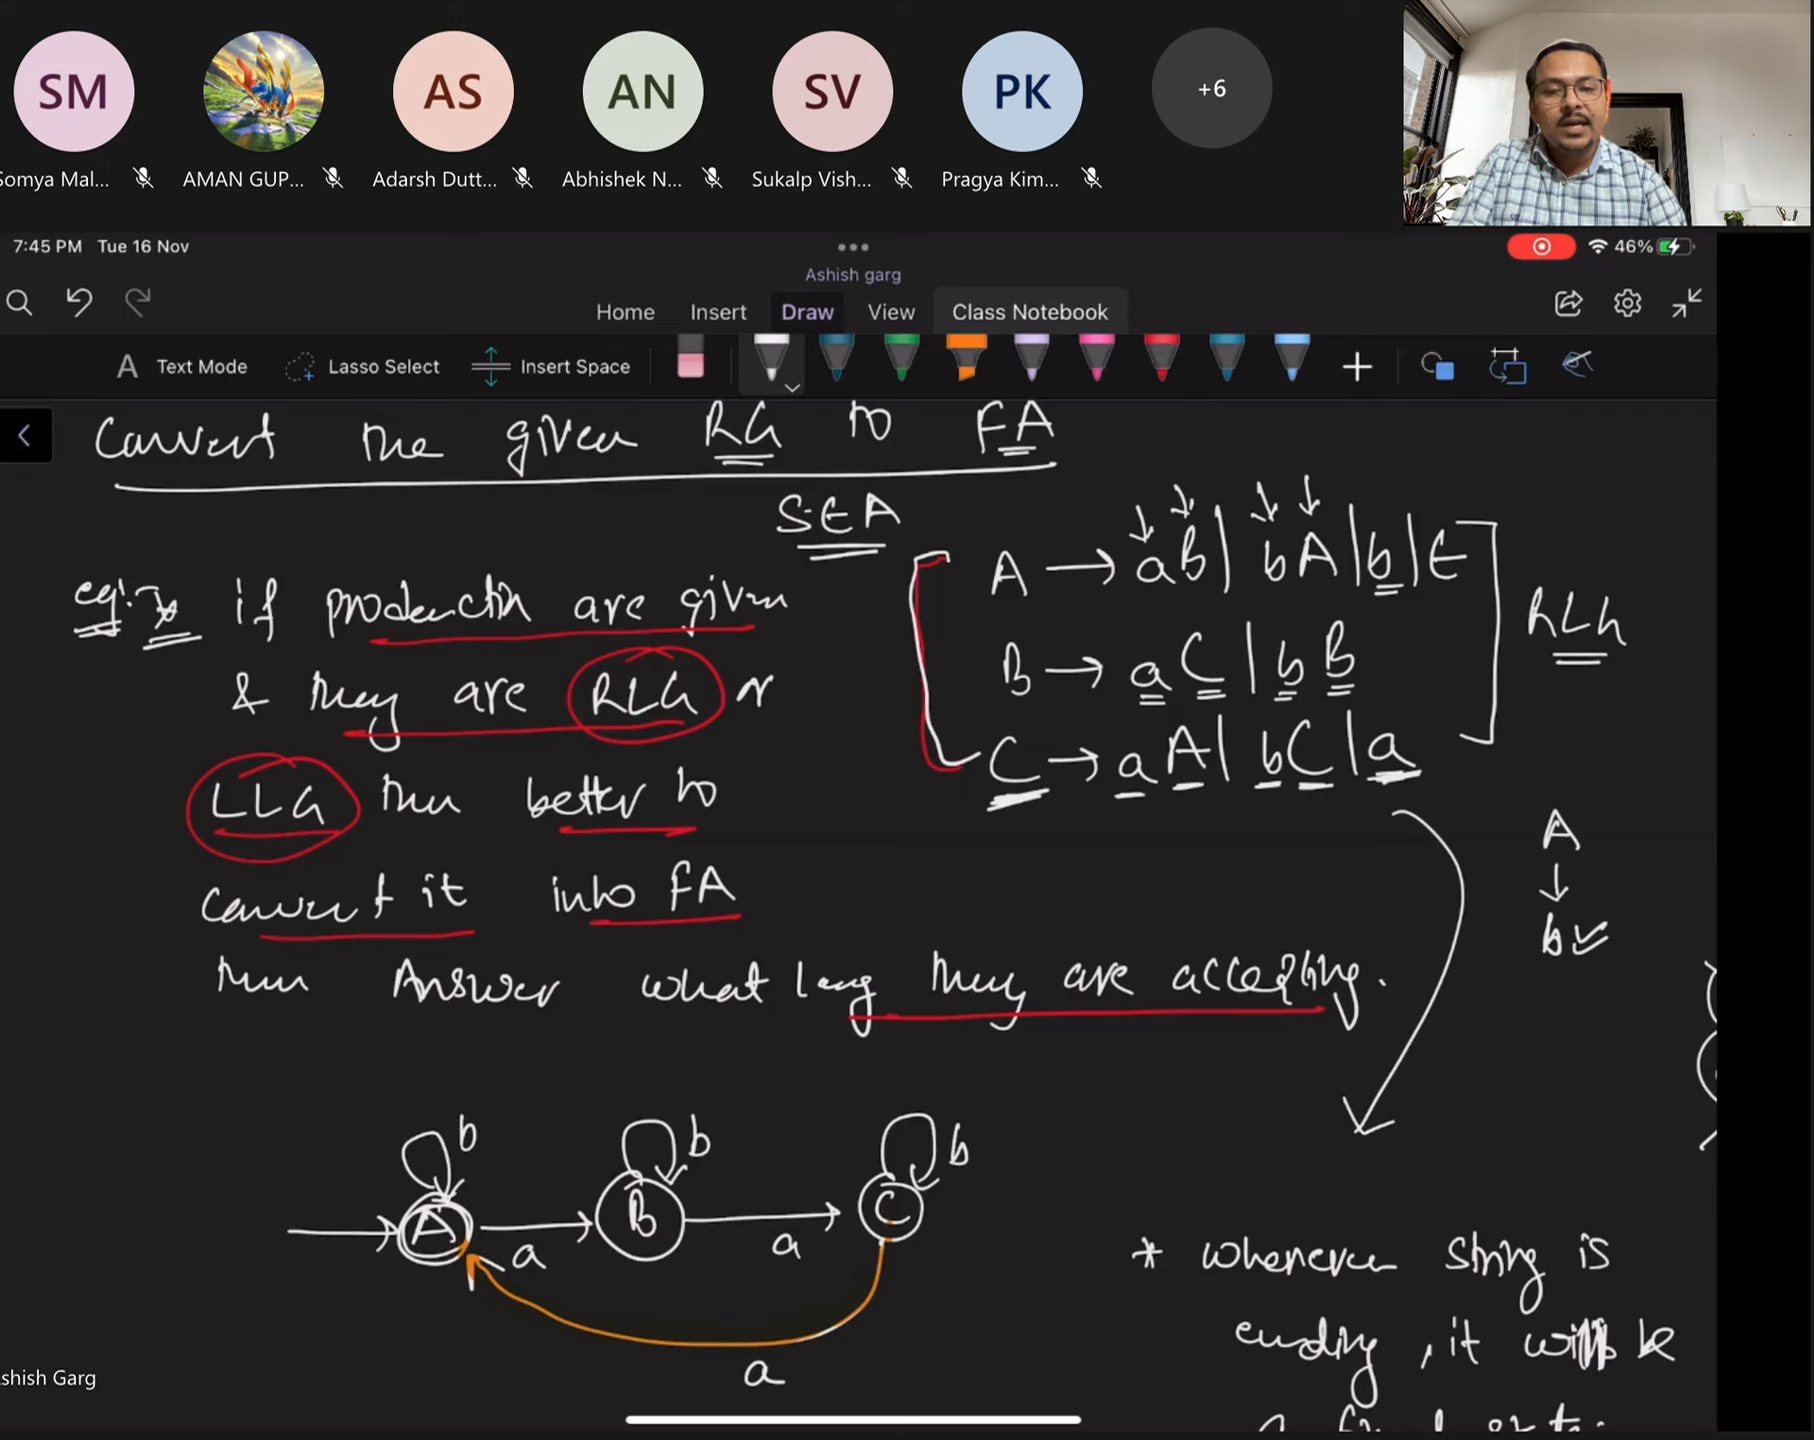 SM AS AN SV PK +6
Somya Mal... AMAN GUP... Adarsh Dutt... Abhishek N... Sukalp Vish... Pragya Kim...
7:45 PM Tue 16 Nov
46%
Ashish garg
Home Insert Draw View Class Notebook
A Text Mode Lasso Select Insert Space
Convert the given RG to FA
SEA
A → aB | bA | b | ε
eg:- if production are given
B → aC | bB
RLG
& they are RLG or
C → aA | bC | a
LLG then better to
A
↓
b
convert it into FA
then Answer what lang they are accepting.
b b b
A a B a C
a
* whenever string is
ending, it will be
shish Garg